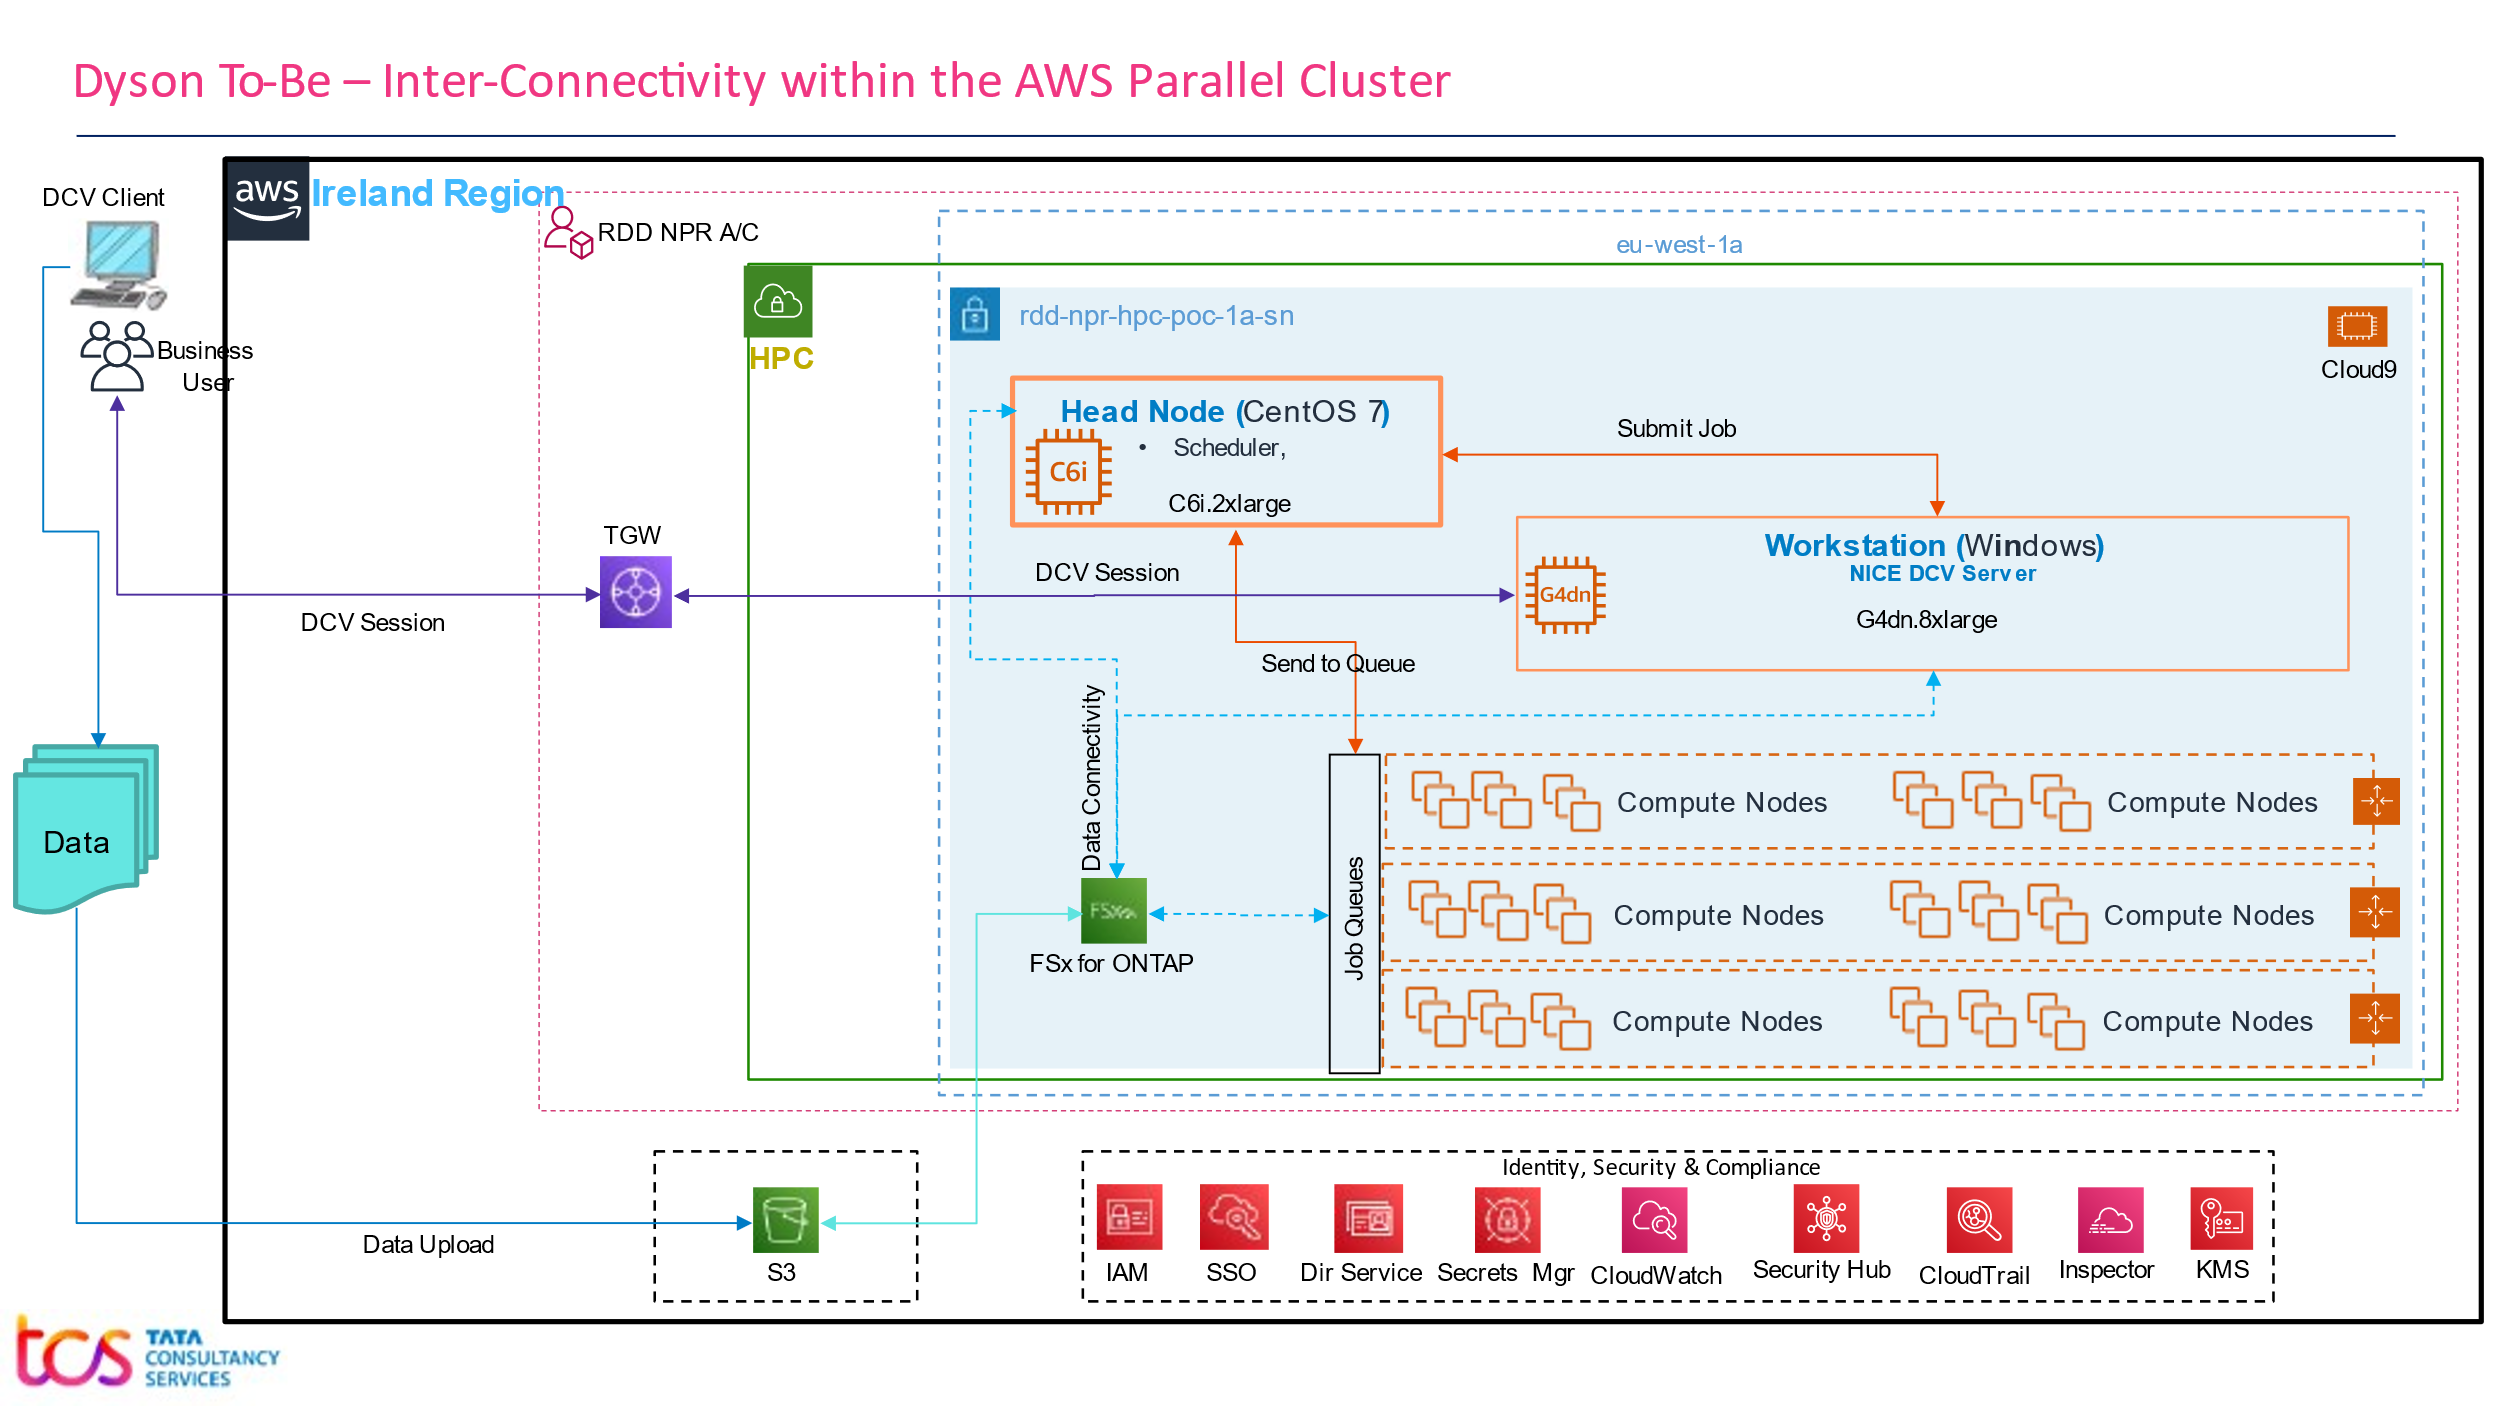 Dyson To-Be – Inter-Connectivity within the AWS Parallel Cluster
DCV Client
aws
Ireland Region
RDD NPR A/C
eu-west-1a
HPC
rdd-npr-hpc-poc-1a-sn
Cloud9
Business
User
Head Node (CentOS 7)
• Scheduler,
C6i
C6i.2xlarge
Submit Job
TGW
DCV Session
DCV Session
Workstation (Windows)
NICE DCV Server
G4dn
G4dn.8xlarge
Send to Queue
Data Connectivity
Data
Job Queues
Compute Nodes
Compute Nodes
Compute Nodes
Compute Nodes
Compute Nodes
Compute Nodes
FSx
FSx for ONTAP
Data Upload
S3
Identity, Security & Compliance
IAM
SSO
Dir Service
Secrets Mgr
CloudWatch
Security Hub
CloudTrail
Inspector
KMS
tcs
TATA
CONSULTANCY
SERVICES